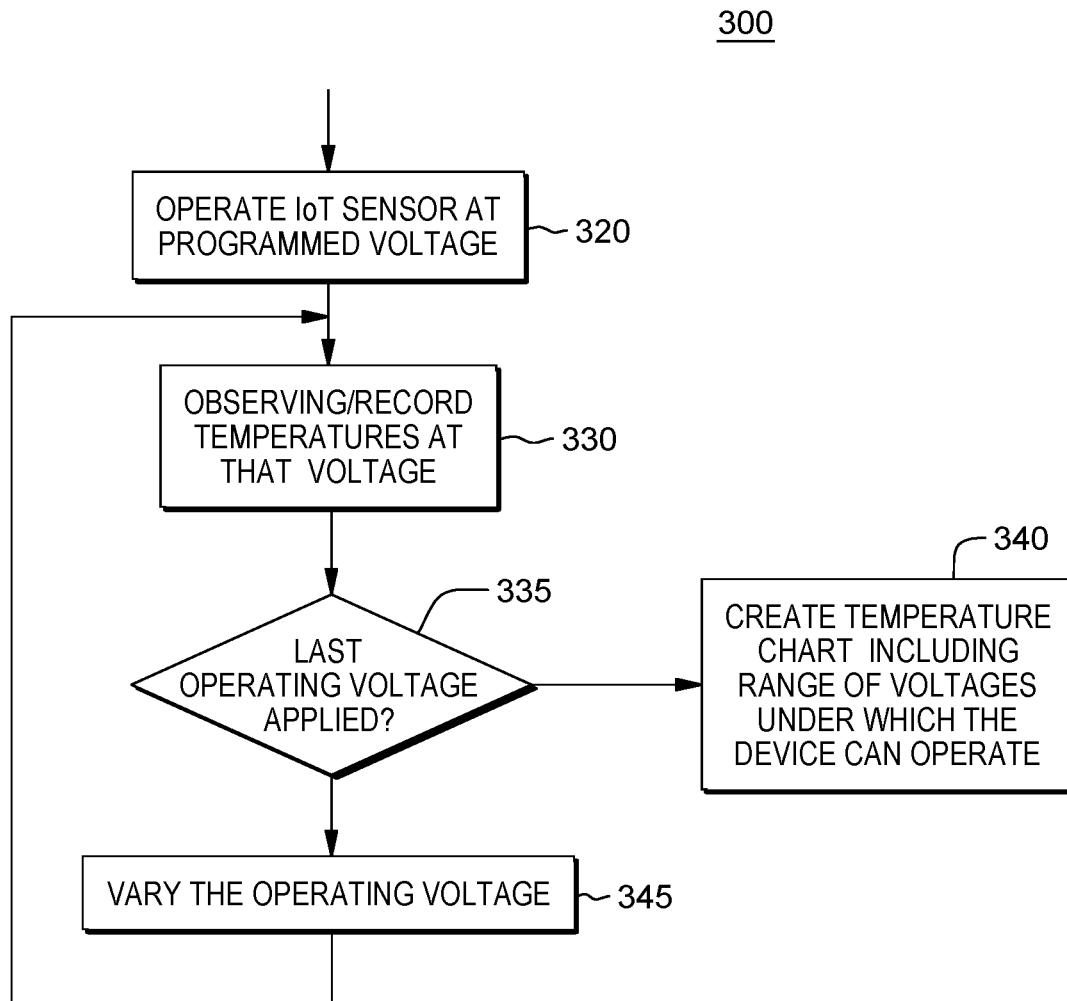 300
OPERATE IoT SENSOR AT
PROGRAMMED VOLTAGE
320
OBSERVING/RECORD
TEMPERATURES AT
THAT VOLTAGE
330
335
LAST
OPERATING VOLTAGE
APPLIED?
340
CREATE TEMPERATURE
CHART INCLUDING
RANGE OF VOLTAGES
UNDER WHICH THE
DEVICE CAN OPERATE
VARY THE OPERATING VOLTAGE
345